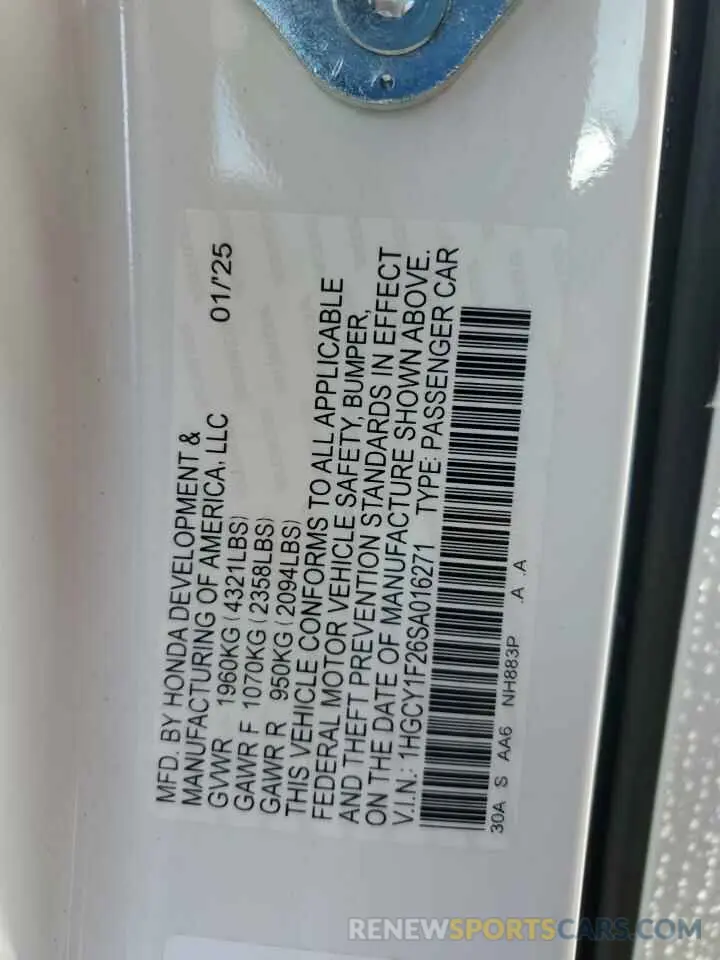 MFD. BY HONDA DEVELOPMENT &
MANUFACTURING OF AMERICA, LLC 01/'25
GVWR 1960KG (4321LBS)
GAWR F 1070KG (2358LBS)
GAWR R 950KG (2094LBS)
THIS VEHICLE CONFORMS TO ALL APPLICABLE
FEDERAL MOTOR VEHICLE SAFETY, BUMPER,
AND THEFT PREVENTION STANDARDS IN EFFECT
ON THE DATE OF MANUFACTURE SHOWN ABOVE.
V.I.N.: 1HGCY1F26SA016271 TYPE: PASSENGER CAR
30A S AA6 NH883P .A .A
RENEWSPORTSCARS.COM